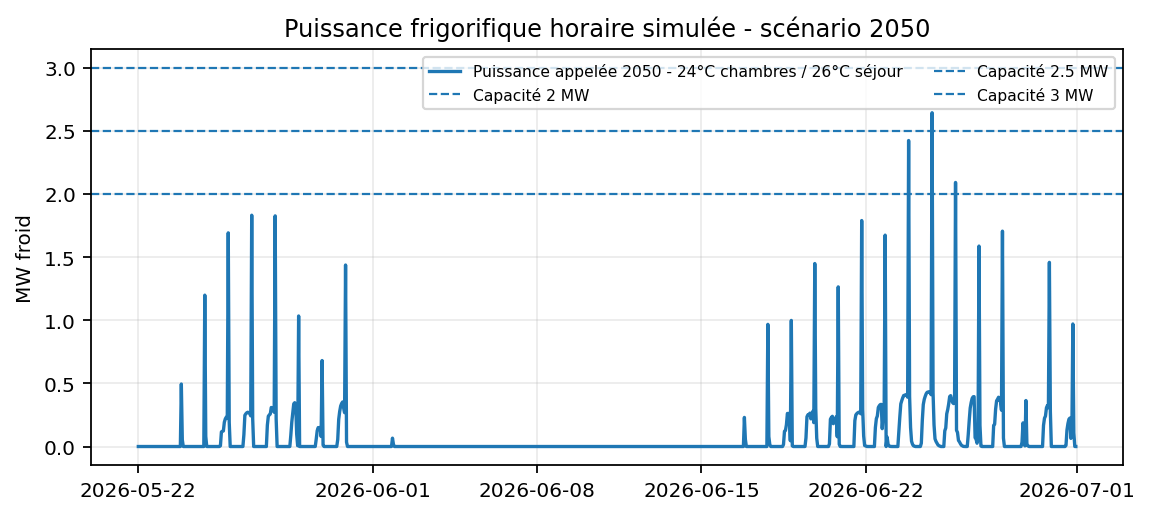 Puissance frigorifique horaire simulée - scénario 2050
3.0
2.5
2.0
1.5
1.0
0.5
0.0
MW froid
Puissance appelée 2050 - 24°C chambres / 26°C séjour
Capacité 2 MW
Capacité 2.5 MW
Capacité 3 MW
2026-05-22
2026-06-01
2026-06-08
2026-06-15
2026-06-22
2026-07-01